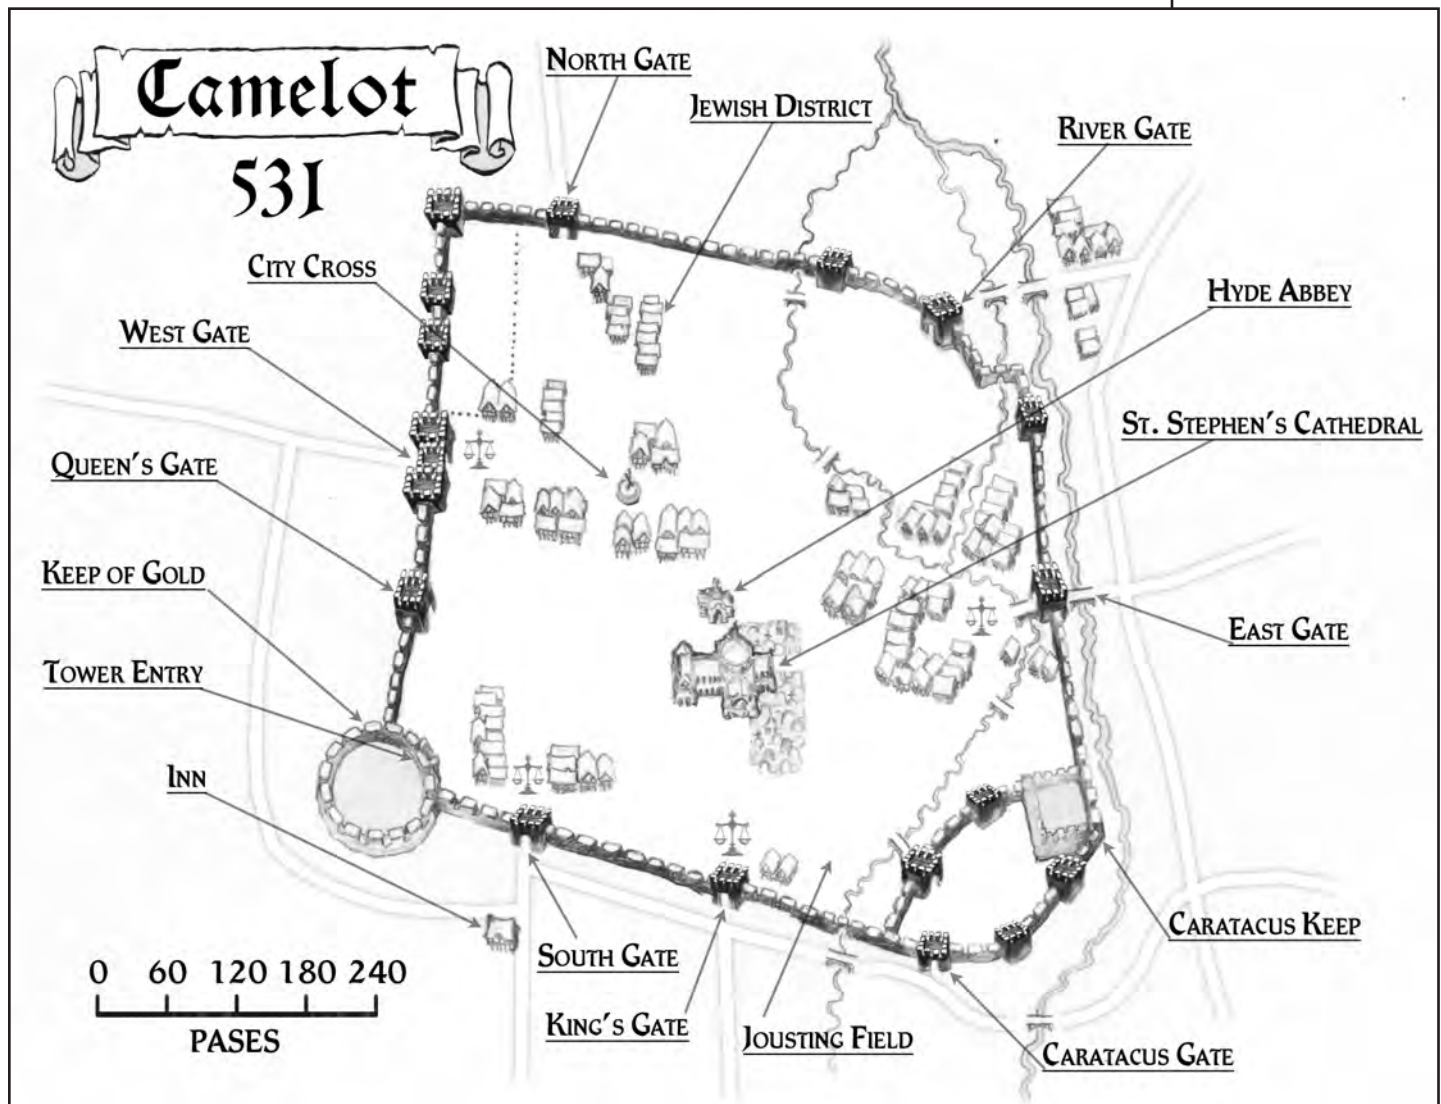 Camelot
531
North Gate
Jewish District
River Gate
City Cross
Hyde Abbey
West Gate
St. Stephen's Cathedral
Queen's Gate
Keep of Gold
East Gate
Tower Entry
Inn
Caratacus Keep
South Gate
0 60 120 180 240
PASES
King's Gate
Jousting Field
Caratacus Gate